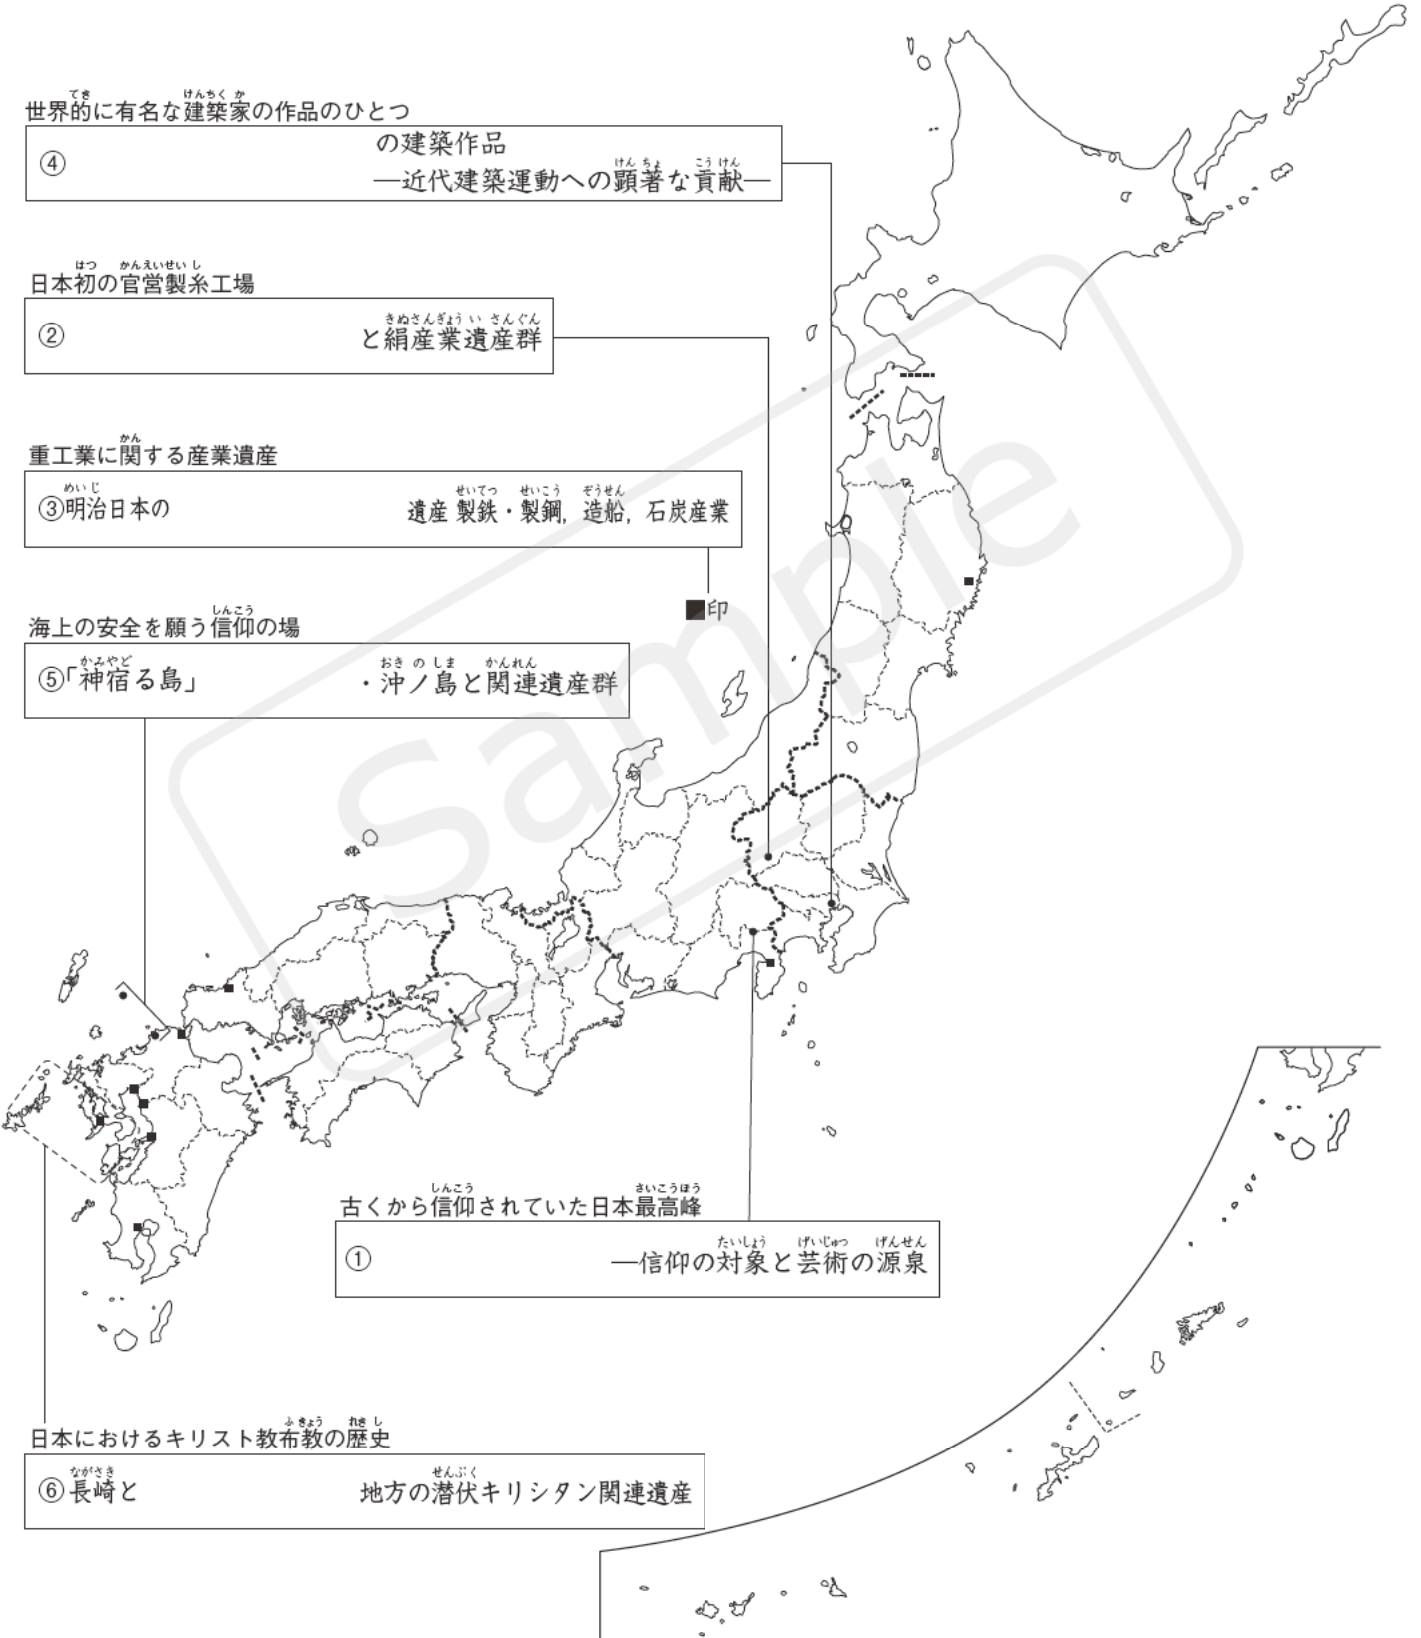 世界的に有名な建築家の作品のひとつ
④ の建築作品
―近代建築運動への顕著な貢献―
日本初の官営製糸工場
② と絹産業遺産群
重工業に関する産業遺産
③明治日本の 遺産 製鉄・製鋼,造船,石炭産業
■印
海上の安全を願う信仰の場
⑤「神宿る島」 ・沖ノ島と関連遺産群
古くから信仰されていた日本最高峰
① ―信仰の対象と芸術の源泉
日本におけるキリスト教布教の歴史
⑥長崎と 地方の潜伏キリシタン関連遺産
Sample